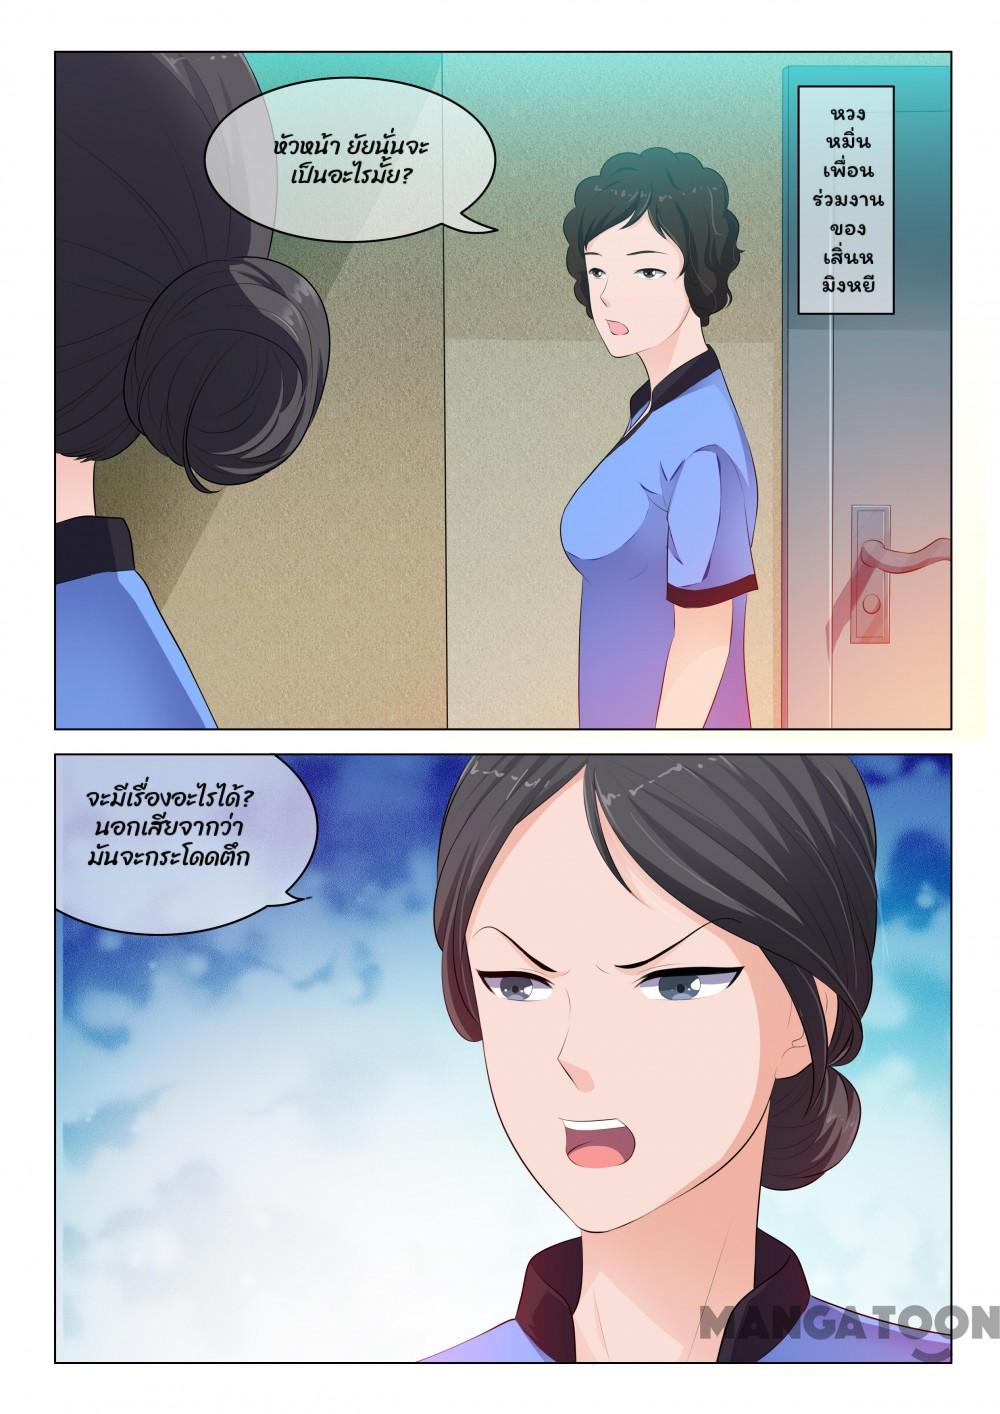 หัวหน้า ยัยนั่นจะ
เป็นอะไรมั้ย?
หวง
หมิ่น
เพื่อน
ร่วมงาน
ของ
เสิ่นห
มิงหยี
จะมีเรื่องอะไรได้?
นอกเสียจากว่า
มันจะกระโดดตึก
MANGATOON